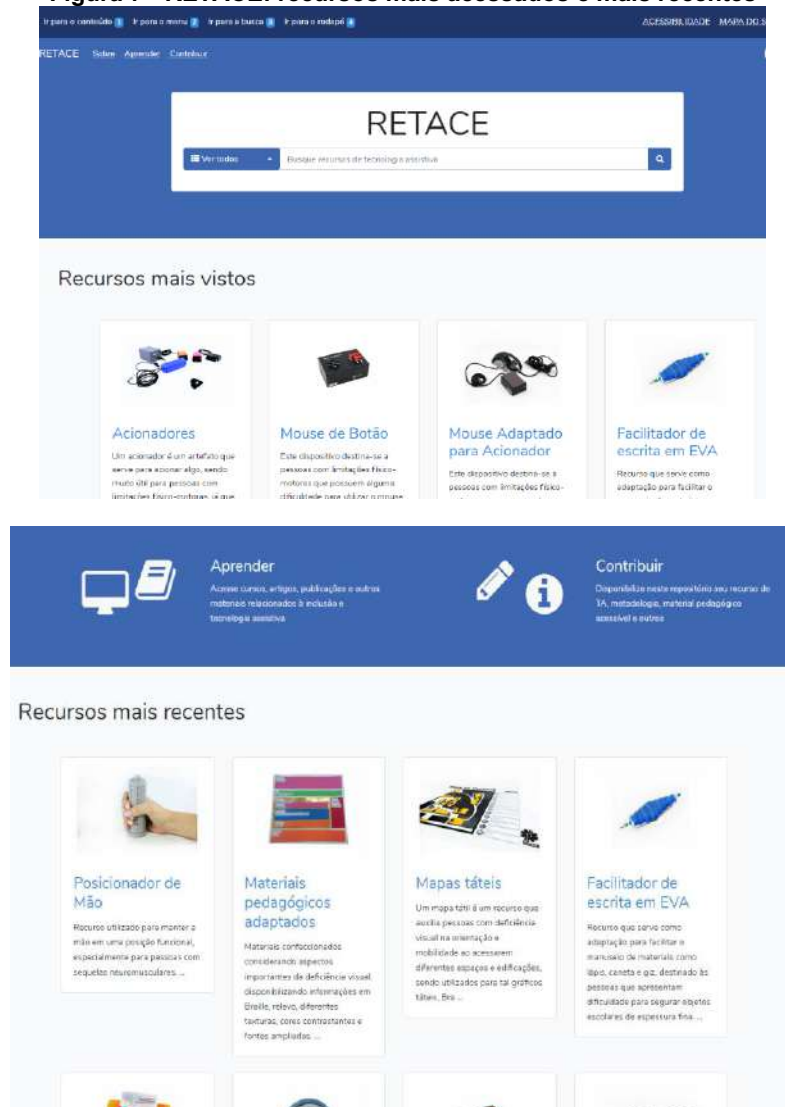 RETACE: recursos mais acessados e mais recentes
Ir para o conteúdo 1 Ir para o menu 2 Ir para a busca 3 Ir para o rodapé 4 ACESSIBILIDADE MAPA DO S
RETACE Sobre Aprender Contribuir
RETACE
Ver todos Busque recursos de tecnologia assistiva
Recursos mais vistos
Acionadores
Um acionador é um artefato que
serve para acionar algo, sendo
muito útil para pessoas com
limitações físico-motoras, já que
Mouse de Botão
Este dispositivo destina-se a
pessoas com limitações físico-
motoras que possuem alguma
dificuldade para utilizar o mouse
Mouse Adaptado
para Acionador
Este dispositivo destina-se a
pessoas com limitações físico-
Facilitador de
escrita em EVA
Recurso que serve como
adaptação para facilitar o
Aprender
Acesse cursos, artigos, publicações e outros
materiais relacionados à inclusão e
tecnologia assistiva
Contribuir
Disponibilize neste repositório seu recurso de
TA, metodologia, material pedagógico
acessível e outros
Recursos mais recentes
Posicionador de
Mão
Recurso utilizado para manter a
mão em uma posição funcional,
especialmente para pessoas com
sequelas neuromusculares. ...
Materiais
pedagógicos
adaptados
Materiais confeccionados
considerando aspectos
importantes da deficiência visual,
disponibilizando informações em
Braille, relevo, diferentes
texturas, cores contrastantes e
fontes ampliadas. ...
Mapas táteis
Um mapa tátil é um recurso que
auxilia pessoas com deficiência
visual na orientação e
mobilidade ao acessarem
diferentes espaços e edificações,
sendo utilizados para tal gráficos
táteis, Bra ...
Facilitador de
escrita em EVA
Recurso que serve como
adaptação para facilitar o
manuseio de materiais como
lápis, caneta e giz, destinado às
pessoas que apresentam
dificuldade para segurar objetos
escolares de espessura fina. ...